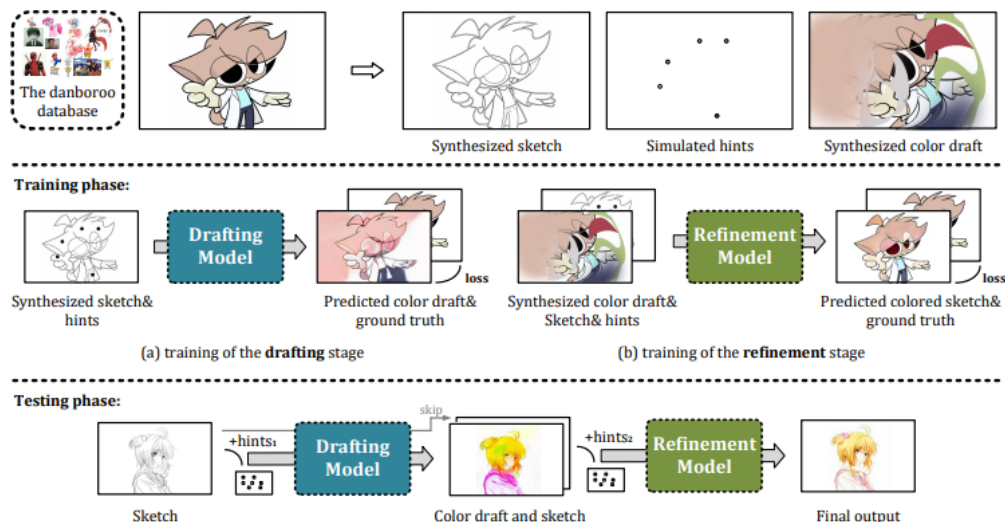 The danboroo
database
Synthesized sketch
Simulated hints
Synthesized color draft
Training phase:
Drafting
Model
Refinement
Model
loss
loss
Synthesized sketch&
hints
Predicted color draft&
ground truth
Synthesized color draft&
Sketch& hints
Predicted colored sketch&
ground truth
(a) training of the drafting stage
(b) training of the refinement stage
Testing phase:
skip
+hints₁
Drafting
Model
+hints₂
Refinement
Model
Sketch
Color draft and sketch
Final output